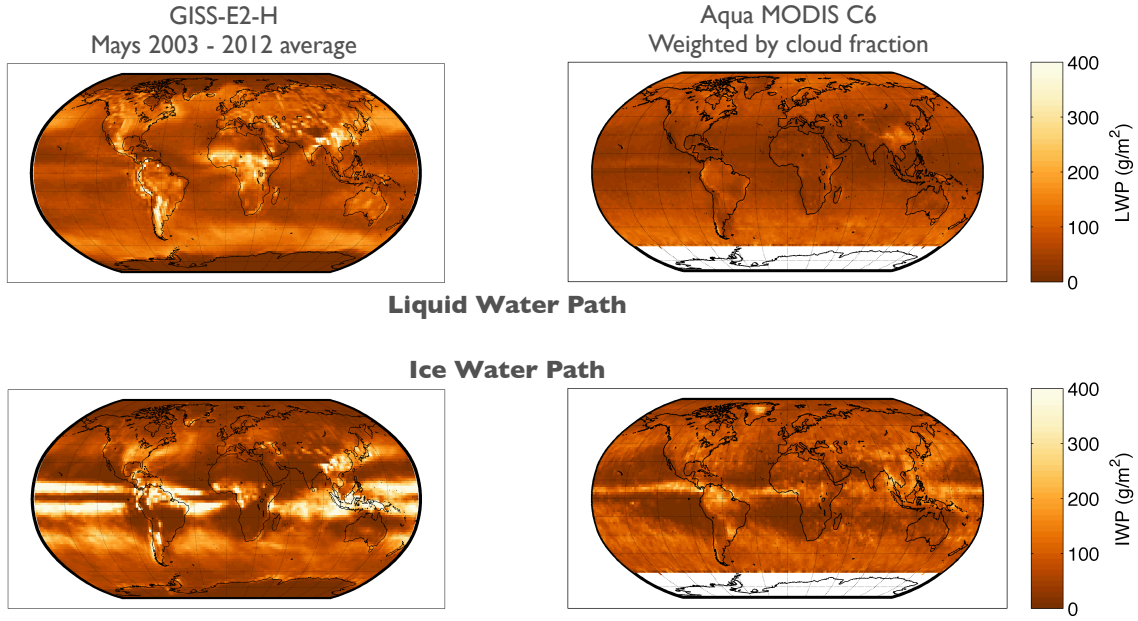 GISS-E2-H
Mays 2003 - 2012 average
Aqua MODIS C6
Weighted by cloud fraction
400
300
200
100
0
LWP (g/m²)
Liquid Water Path
Ice Water Path
400
300
200
100
0
IWP (g/m²)